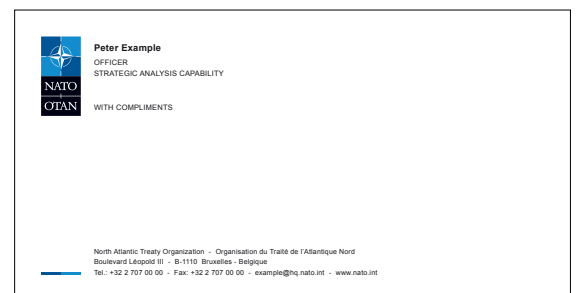 Peter Example
OFFICER
STRATEGIC ANALYSIS CAPABILITY
NATO
OTAN
WITH COMPLIMENTS
North Atlantic Treaty Organization - Organisation du Traité de l'Atlantique Nord
Boulevard Léopold III - B-1110 Bruxelles - Belgique
Tel.: +32 2 707 00 00 - Fax: +32 2 707 00 00 - example@hq.nato.int - www.nato.int